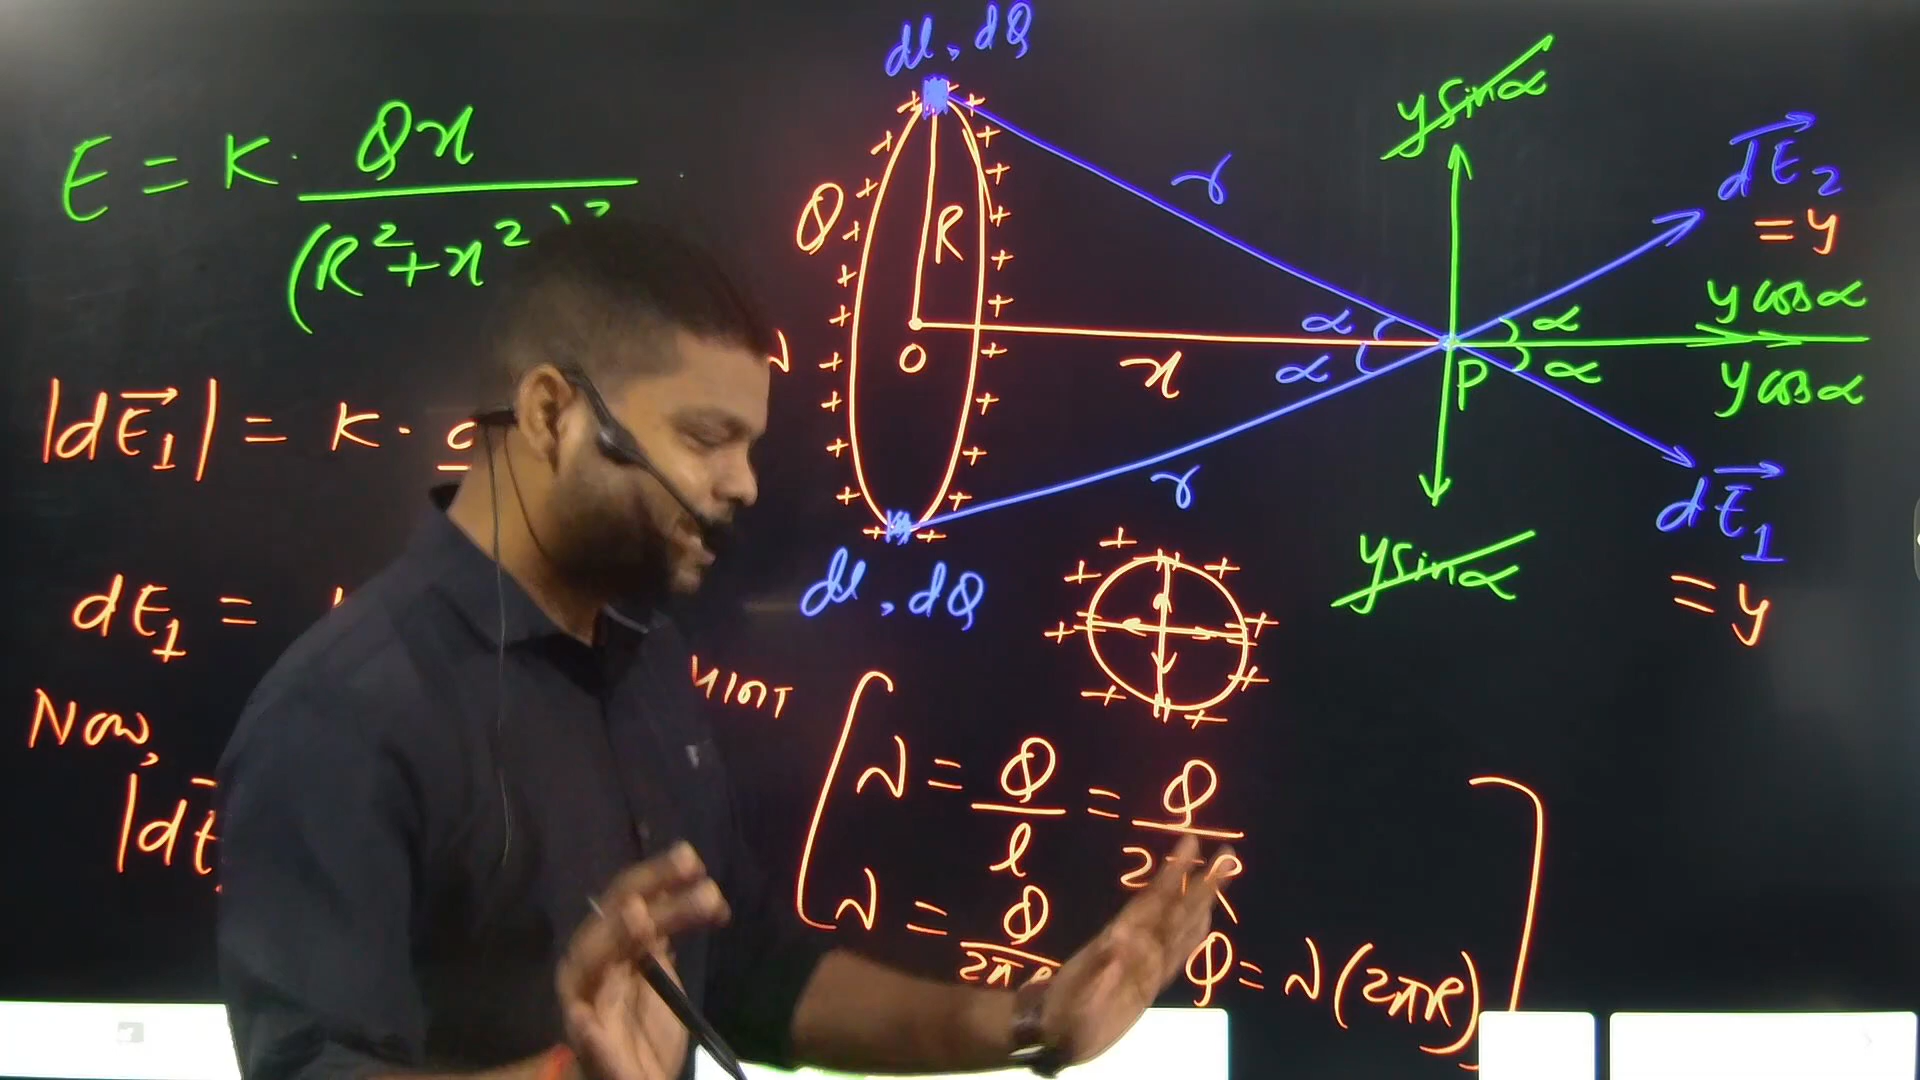 E = K · Qx
(R²+x²)
|dE₁→| = K ·
dE₁ =
Now,
|dE
dl, dQ
Q
R
O
r
x
r
α
α
P
dl, dQ
y sinα
dE₂→
= y
y cosα
α
α
y cosα
dE₁→
= y
y sinα
λ = Q/l = Q/2πR
λ = Q/2πR
Q = λ(2πR)